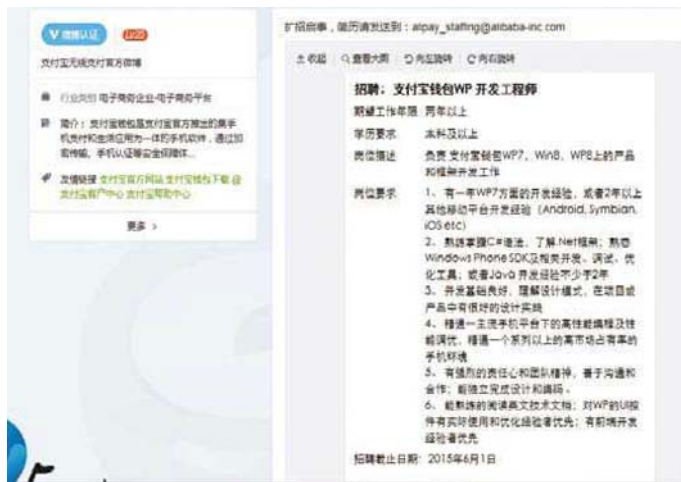 微博认证 Lv20
支付宝无线支付官方微博
行业类别 电子商务企业-电子商务平台
简介：支付宝钱包是支付宝官方推出的集手
机支付和生活应用为一体的手机软件，通过加
密传输、手机认证等安全保障体...
友情链接 支付宝官方网站 支付宝钱包下载 @
支付宝客户中心 支付宝帮助中心
更多 >
扩招启事，简历请发送到：alipay_staffing@alibaba-inc.com
收起 查看大图 向左旋转 向右旋转
招聘：支付宝钱包WP 开发工程师
期望工作年限 两年以上
学历要求 本科及以上
岗位描述 负责 支付宝钱包WP7、Win8、WP8上的产品
和框架开发工作
岗位要求 1、有一年WP7方面的开发经验，或者2年以上
其他移动平台开发经验（Android, Symbian,
iOS etc)
2、熟练掌握C#语法，了解.Net框架；熟悉
Windows Phone SDK及相关开发、调试、优
化工具；或者Java 开发经验不少于2年
3、开发基础良好，理解设计模式，在项目或
产品中有很好的设计实践
4、精通一主流手机平台下的高性能编程及性
能调优，精通一个系列以上的高市场占有率的
手机环境
5、有强烈的责任心和团队精神，善于沟通和
合作；能独立完成设计和编码。
6、能熟练的阅读英文技术文档；对WP的UI控
件有实际使用和优化经验者优先；有前端开发
经验者优先
招聘截止日期：2015年6月1日